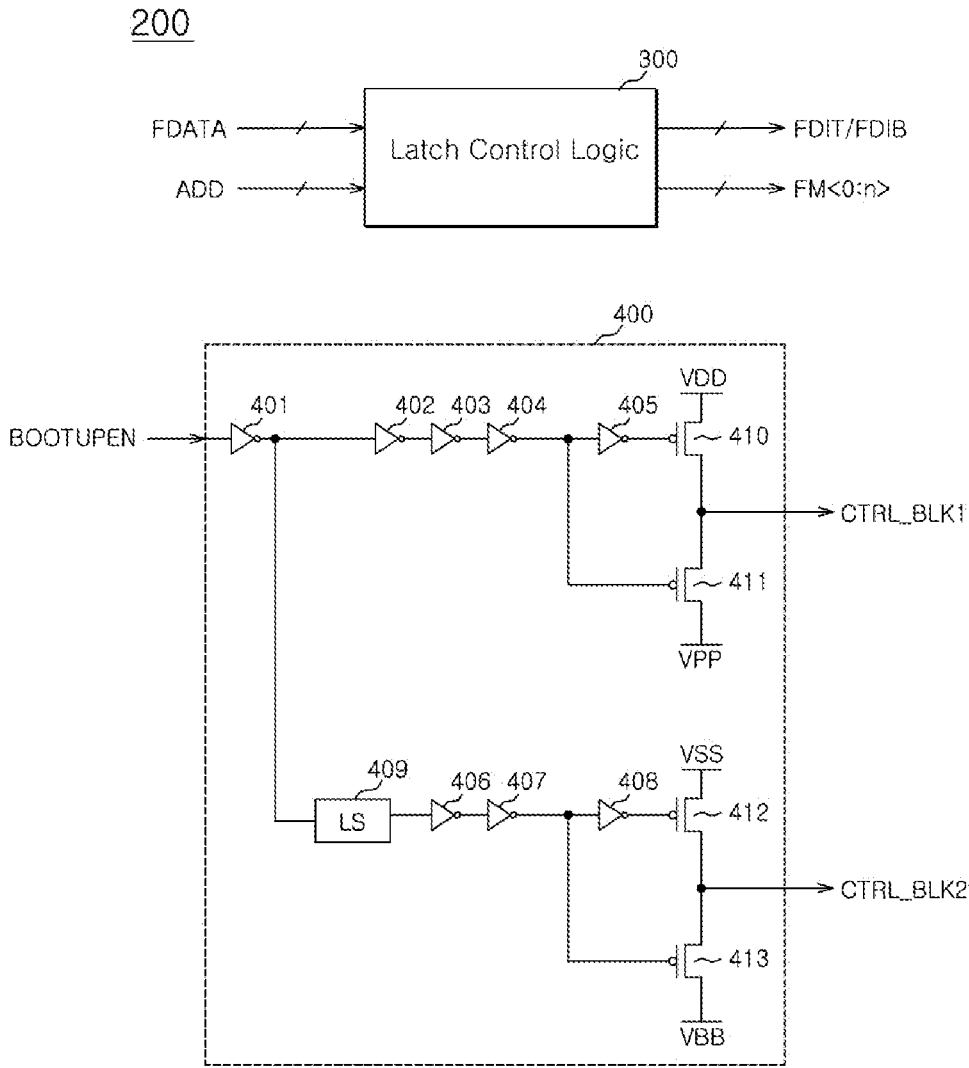 200
300
FDATA
Latch Control Logic
FDIT/FDIB
ADD
FM<0:n>
400
VDD
401
402
403
404
405
BOOTUPEN
410
CTRL_BLK1
411
VPP
VSS
409
406
407
408
LS
412
CTRL_BLK2
413
VBB